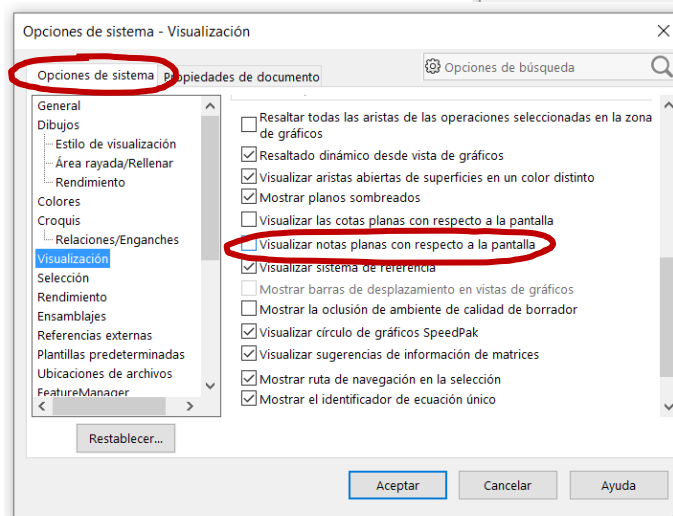 Opciones de sistema - Visualización
Opciones de sistema
Propiedades de documento
Opciones de búsqueda
General
Dibujos
Estilo de visualización
Área rayada/Rellenar
Rendimiento
Colores
Croquis
Relaciones/Enganches
Visualización
Selección
Rendimiento
Ensamblajes
Referencias externas
Plantillas predeterminadas
Ubicaciones de archivos
FeatureManager
Restablecer...
Resaltar todas las aristas de las operaciones seleccionadas en la zona
de gráficos
Resaltado dinámico desde vista de gráficos
Visualizar aristas abiertas de superficies en un color distinto
Mostrar planos sombreados
Visualizar las cotas planas con respecto a la pantalla
Visualizar notas planas con respecto a la pantalla
Visualizar sistema de referencia
Mostrar barras de desplazamiento en vistas de gráficos
Mostrar la oclusión de ambiente de calidad de borrador
Visualizar círculo de gráficos SpeedPak
Visualizar sugerencias de información de matrices
Mostrar ruta de navegación en la selección
Mostrar el identificador de ecuación único
Aceptar
Cancelar
Ayuda